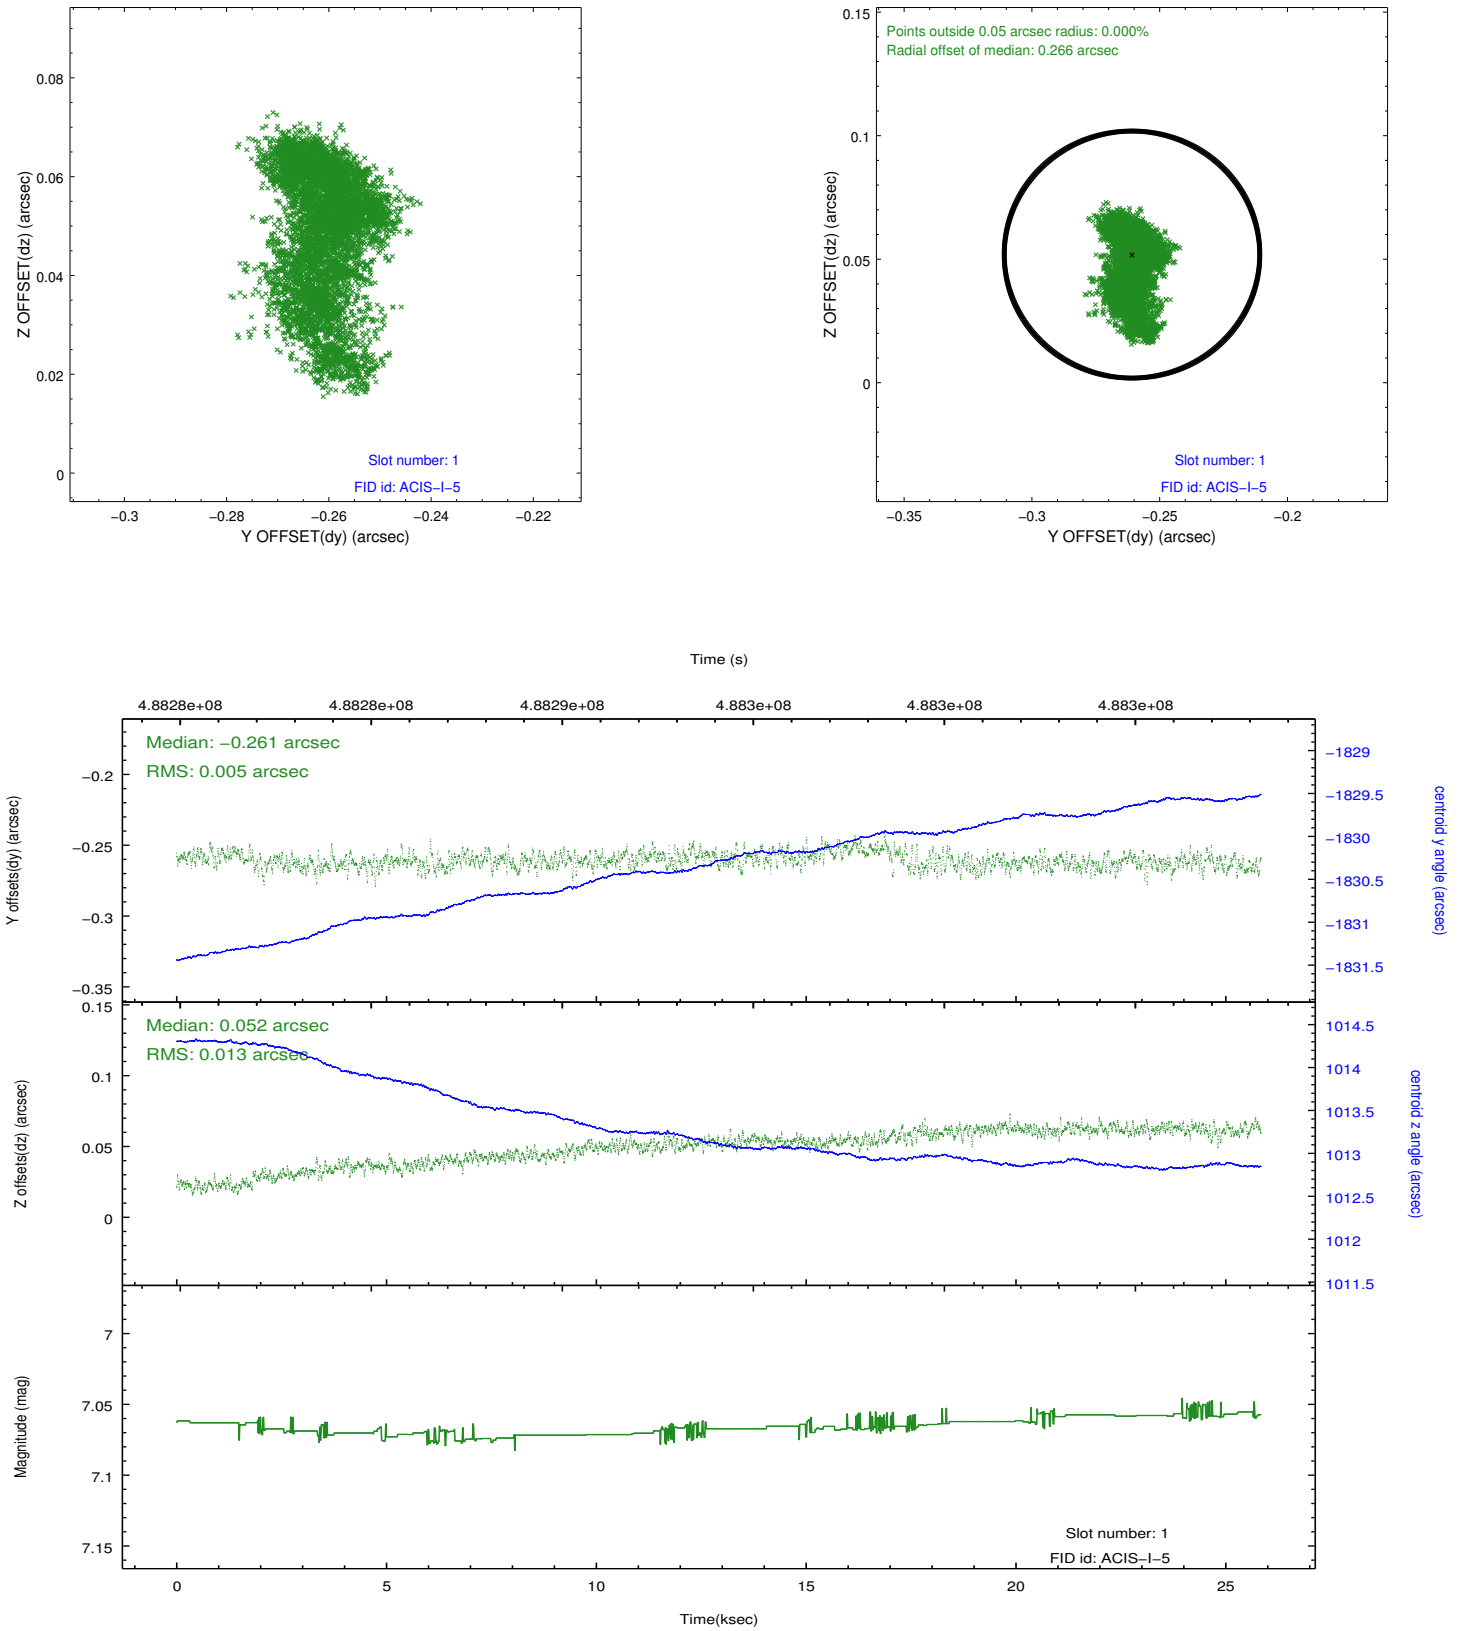 0.08
0.06
0.04
0.02
0
Z OFFSET(dz) (arcsec)
Slot number: 1
FID id: ACIS−I−5
−0.3
−0.28
−0.26
−0.24
−0.22
Y OFFSET(dy) (arcsec)
0.15
0.1
0.05
0
Z OFFSET(dz) (arcsec)
Points outside 0.05 arcsec radius: 0.000%
Radial offset of median: 0.266 arcsec
Slot number: 1
FID id: ACIS−I−5
−0.35
−0.3
−0.25
−0.2
Y OFFSET(dy) (arcsec)
Time (s)
4.8828e+08
4.8828e+08
4.8829e+08
4.883e+08
4.883e+08
4.883e+08
Median: −0.261 arcsec
RMS: 0.005 arcsec
−0.2
−0.25
−0.3
−0.35
Y offsets(dy) (arcsec)
−1829
−1829.5
−1830
−1830.5
−1831
−1831.5
centroid y angle (arcsec)
Median: 0.052 arcsec
RMS: 0.013 arcsec
0.15
0.1
0.05
0
Z offsets(dz) (arcsec)
1014.5
1014
1013.5
1013
1012.5
1012
1011.5
centroid z angle (arcsec)
7
7.05
7.1
7.15
Magnitude (mag)
Slot number: 1
FID id: ACIS−I−5
0
5
10
15
20
25
Time(ksec)